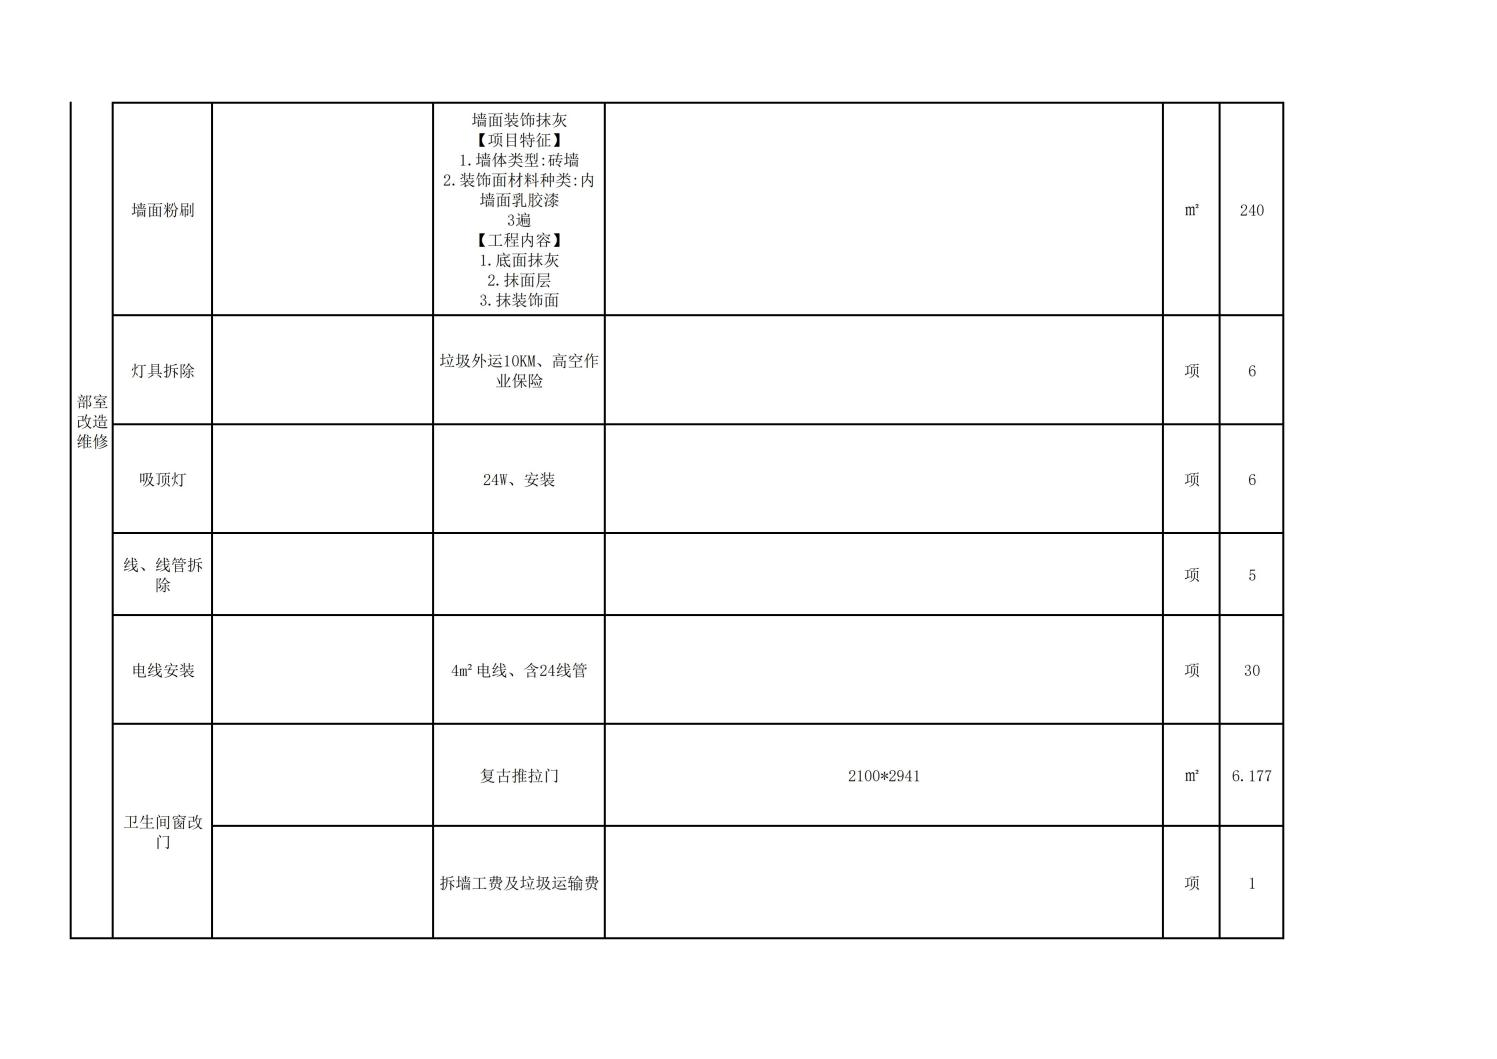 部室
改造
维修
墙面粉刷
墙面装饰抹灰
【项目特征】
1.墙体类型:砖墙
2.装饰面材料种类:内
墙面乳胶漆
3遍
【工程内容】
1.底面抹灰
2.抹面层
3.抹装饰面
㎡
240
灯具拆除
垃圾外运10KM、高空作
业保险
项
6
吸顶灯
24W、安装
项
6
线、线管拆
除
项
5
电线安装
4㎡电线、含24线管
项
30
卫生间窗改
门
复古推拉门
2100*2941
㎡
6.177
拆墙工费及垃圾运输费
项
1